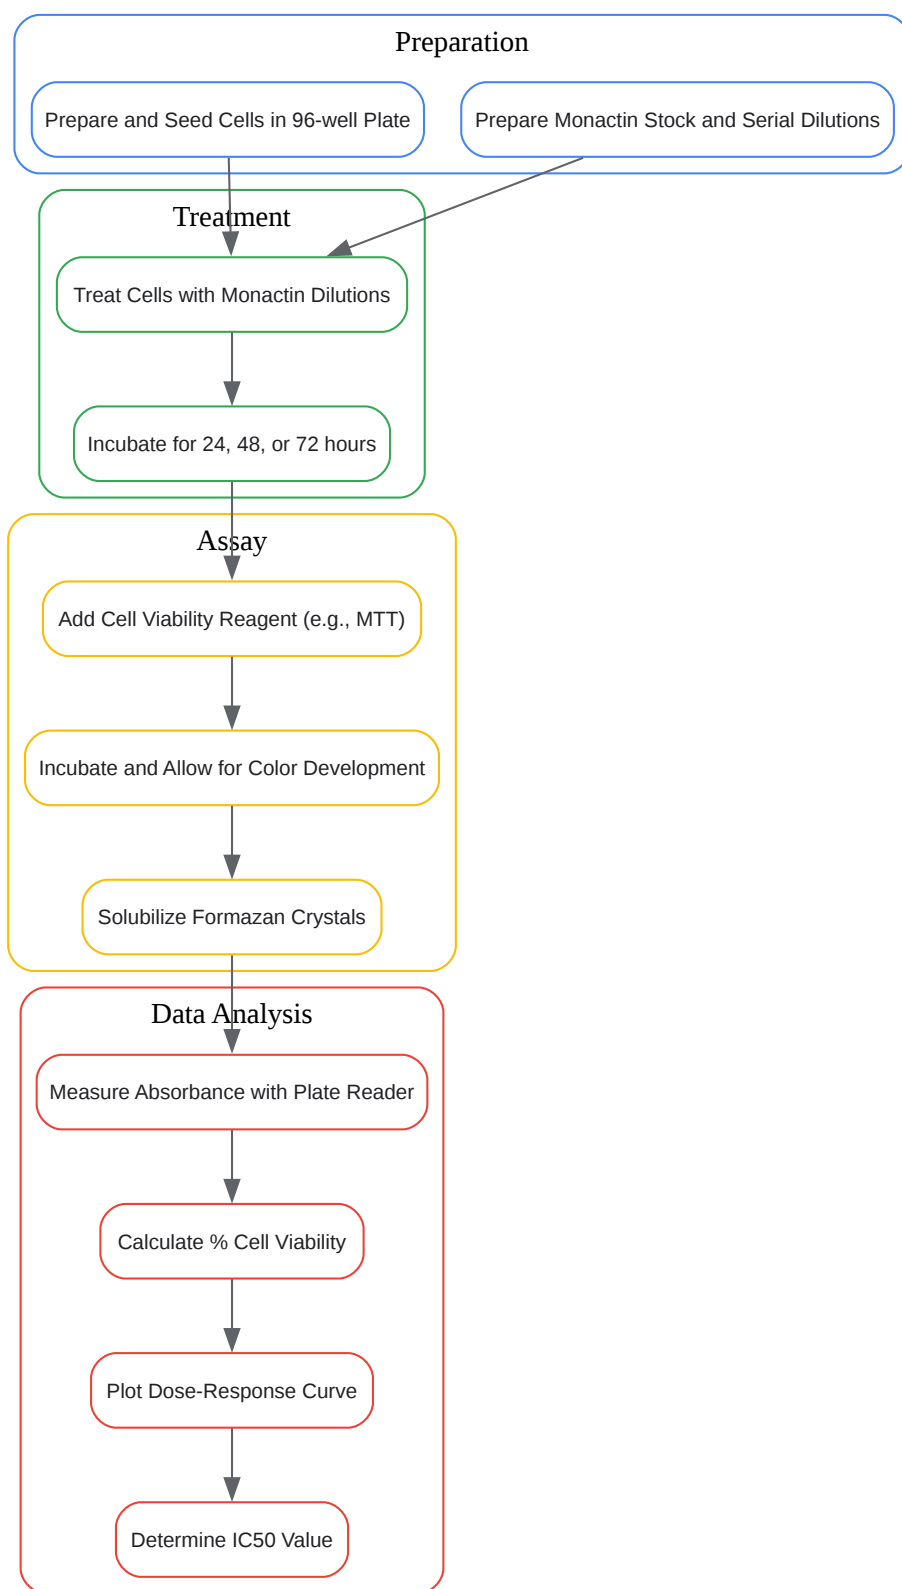 Preparation
Prepare and Seed Cells in 96-well Plate
Prepare Monactin Stock and Serial Dilutions
Treatment
Treat Cells with Monactin Dilutions
Incubate for 24, 48, or 72 hours
Assay
Add Cell Viability Reagent (e.g., MTT)
Incubate and Allow for Color Development
Solubilize Formazan Crystals
Data Analysis
Measure Absorbance with Plate Reader
Calculate % Cell Viability
Plot Dose-Response Curve
Determine IC50 Value